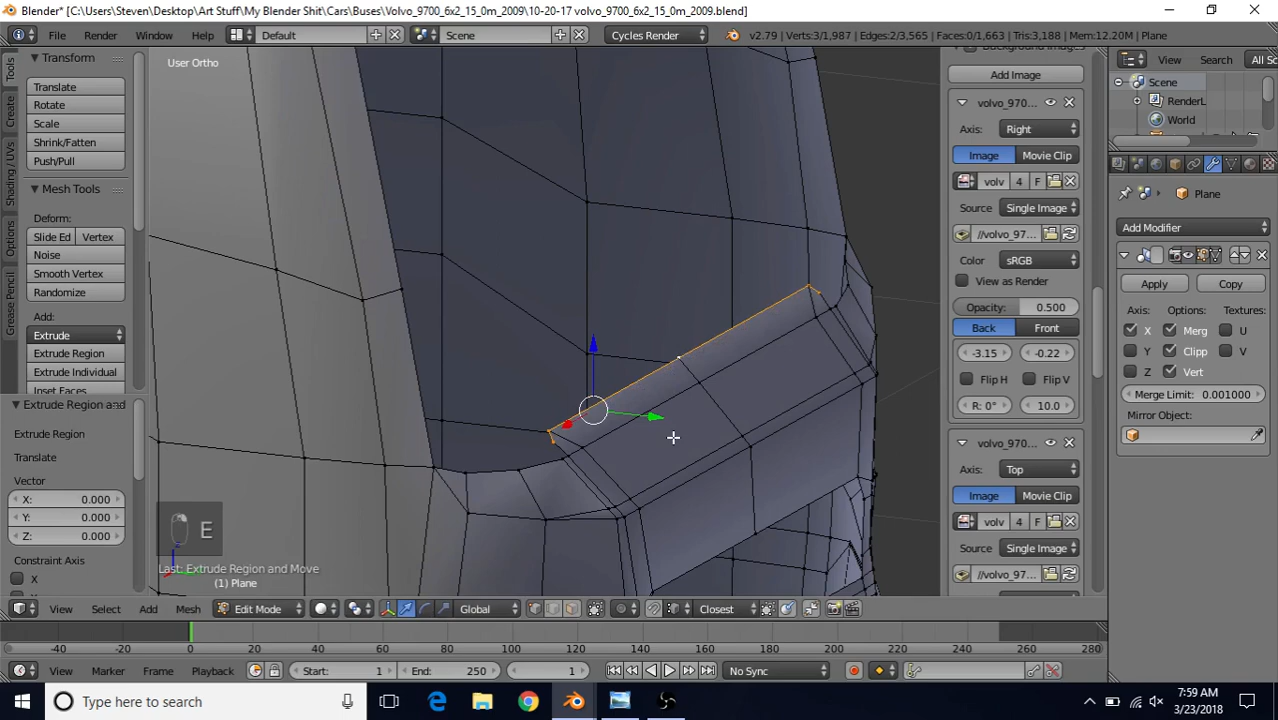 Blender* [C:\Users\Steven\Desktop\Art Stuff\My Blender Shit\Cars\Buses\Volvo_9700_6x2_15_0m_2009\10-20-17 volvo_9700_6x2_15_0m_2009.blend]
File Render Window Help Default Scene Cycles Render v2.79 | Verts:3/1,987 | Edges:2/3,565 | Faces:0/1,663 | Tris:3,188 | Mem:12.20M | Plane
View Search All Sc
Tools
Create
Shading / UVs
Options
Grease Pencil
Transform
Translate
Rotate
Scale
Shrink/Fatten
Push/Pull
Mesh Tools
Deform:
Slide Ed Vertex
Noise
Smooth Vertex
Randomize
Add:
Extrude
Extrude Region
Extrude Individual
Inset Faces
Extrude Region and
Extrude Region
Translate
Vector
X: 0.000
Y: 0.000
Z: 0.000
Constraint Axis
X
User Ortho
E
Last: Extrude Region and Move
(1) Plane
Background Images
Add Image
volvo_970...
Axis: Right
Image Movie Clip
volv 4 F
Source: Single Image
//volvo_97...
Color: sRGB
View as Render
Opacity: 0.500
Back Front
-3.15 -0.22
Flip H Flip V
R: 0° 10.0
volvo_970...
Axis: Top
Image Movie Clip
volv 4 F
Source: Single Image
//volvo_97...
Scene
RenderL
World
Plane
Add Modifier
Apply Copy
Axis: Options: Textures:
X Merg U
Y Clipp V
Z Vert
Merge Limit: 0.001000
Mirror Object:
View Select Add Mesh Edit Mode Global Closest
-40 -20 0 20 40 60 80 100 120 140 160 180 200 220 240 260 280
View Marker Frame Playback Start: 1 End: 250 1 No Sync
Type here to search
7:59 AM
3/23/2018